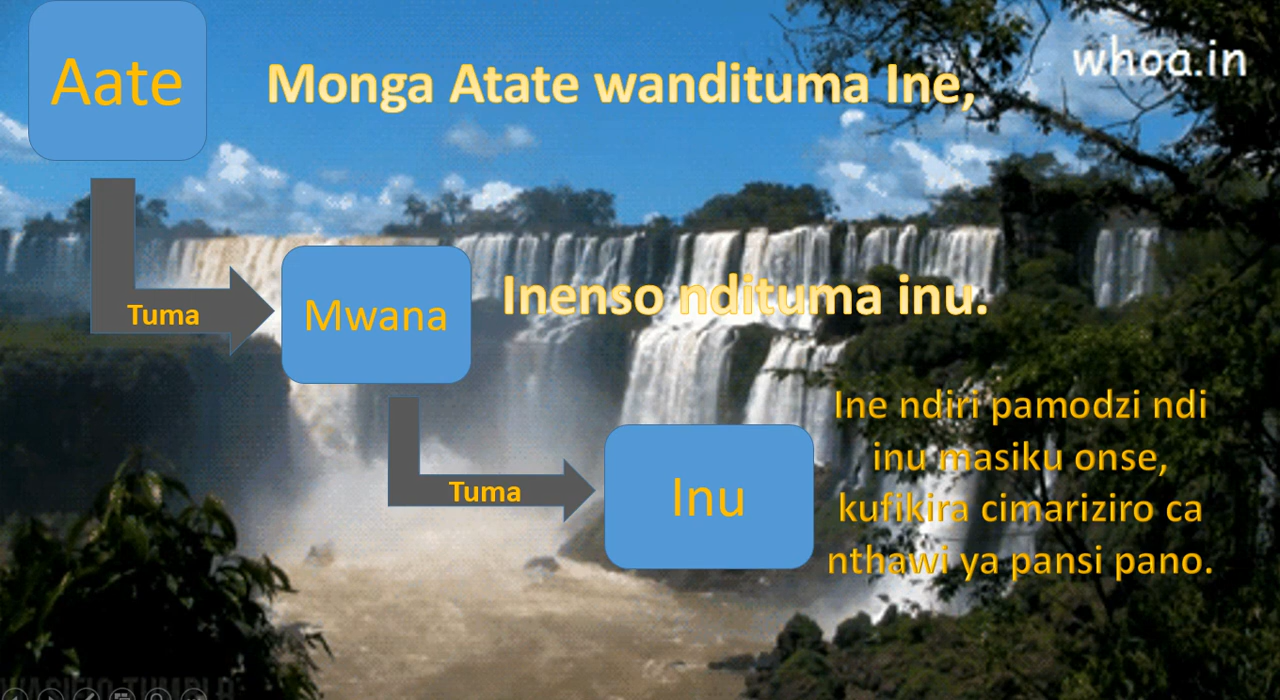 Aate
Monga Atate wandituma Ine,
whoa.in
Tuma
Mwana
Inenso ndituma inu.
Tuma
Inu
Ine ndiri pamodzi ndi
inu masiku onse,
kufikira cimariziro ca
nthawi ya pansi pano.